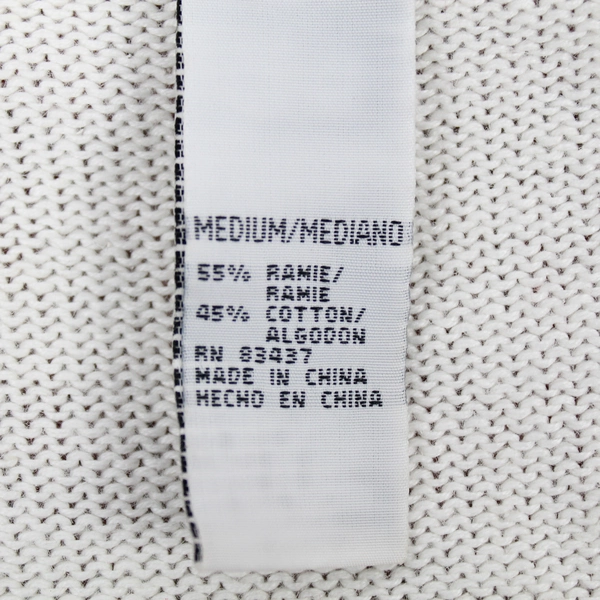 MEDIUM/MEDIANO
55% RAMIE/
RAMIE
45% COTTON/
ALGODON
RN 83437
MADE IN CHINA
HECHO EN CHINA